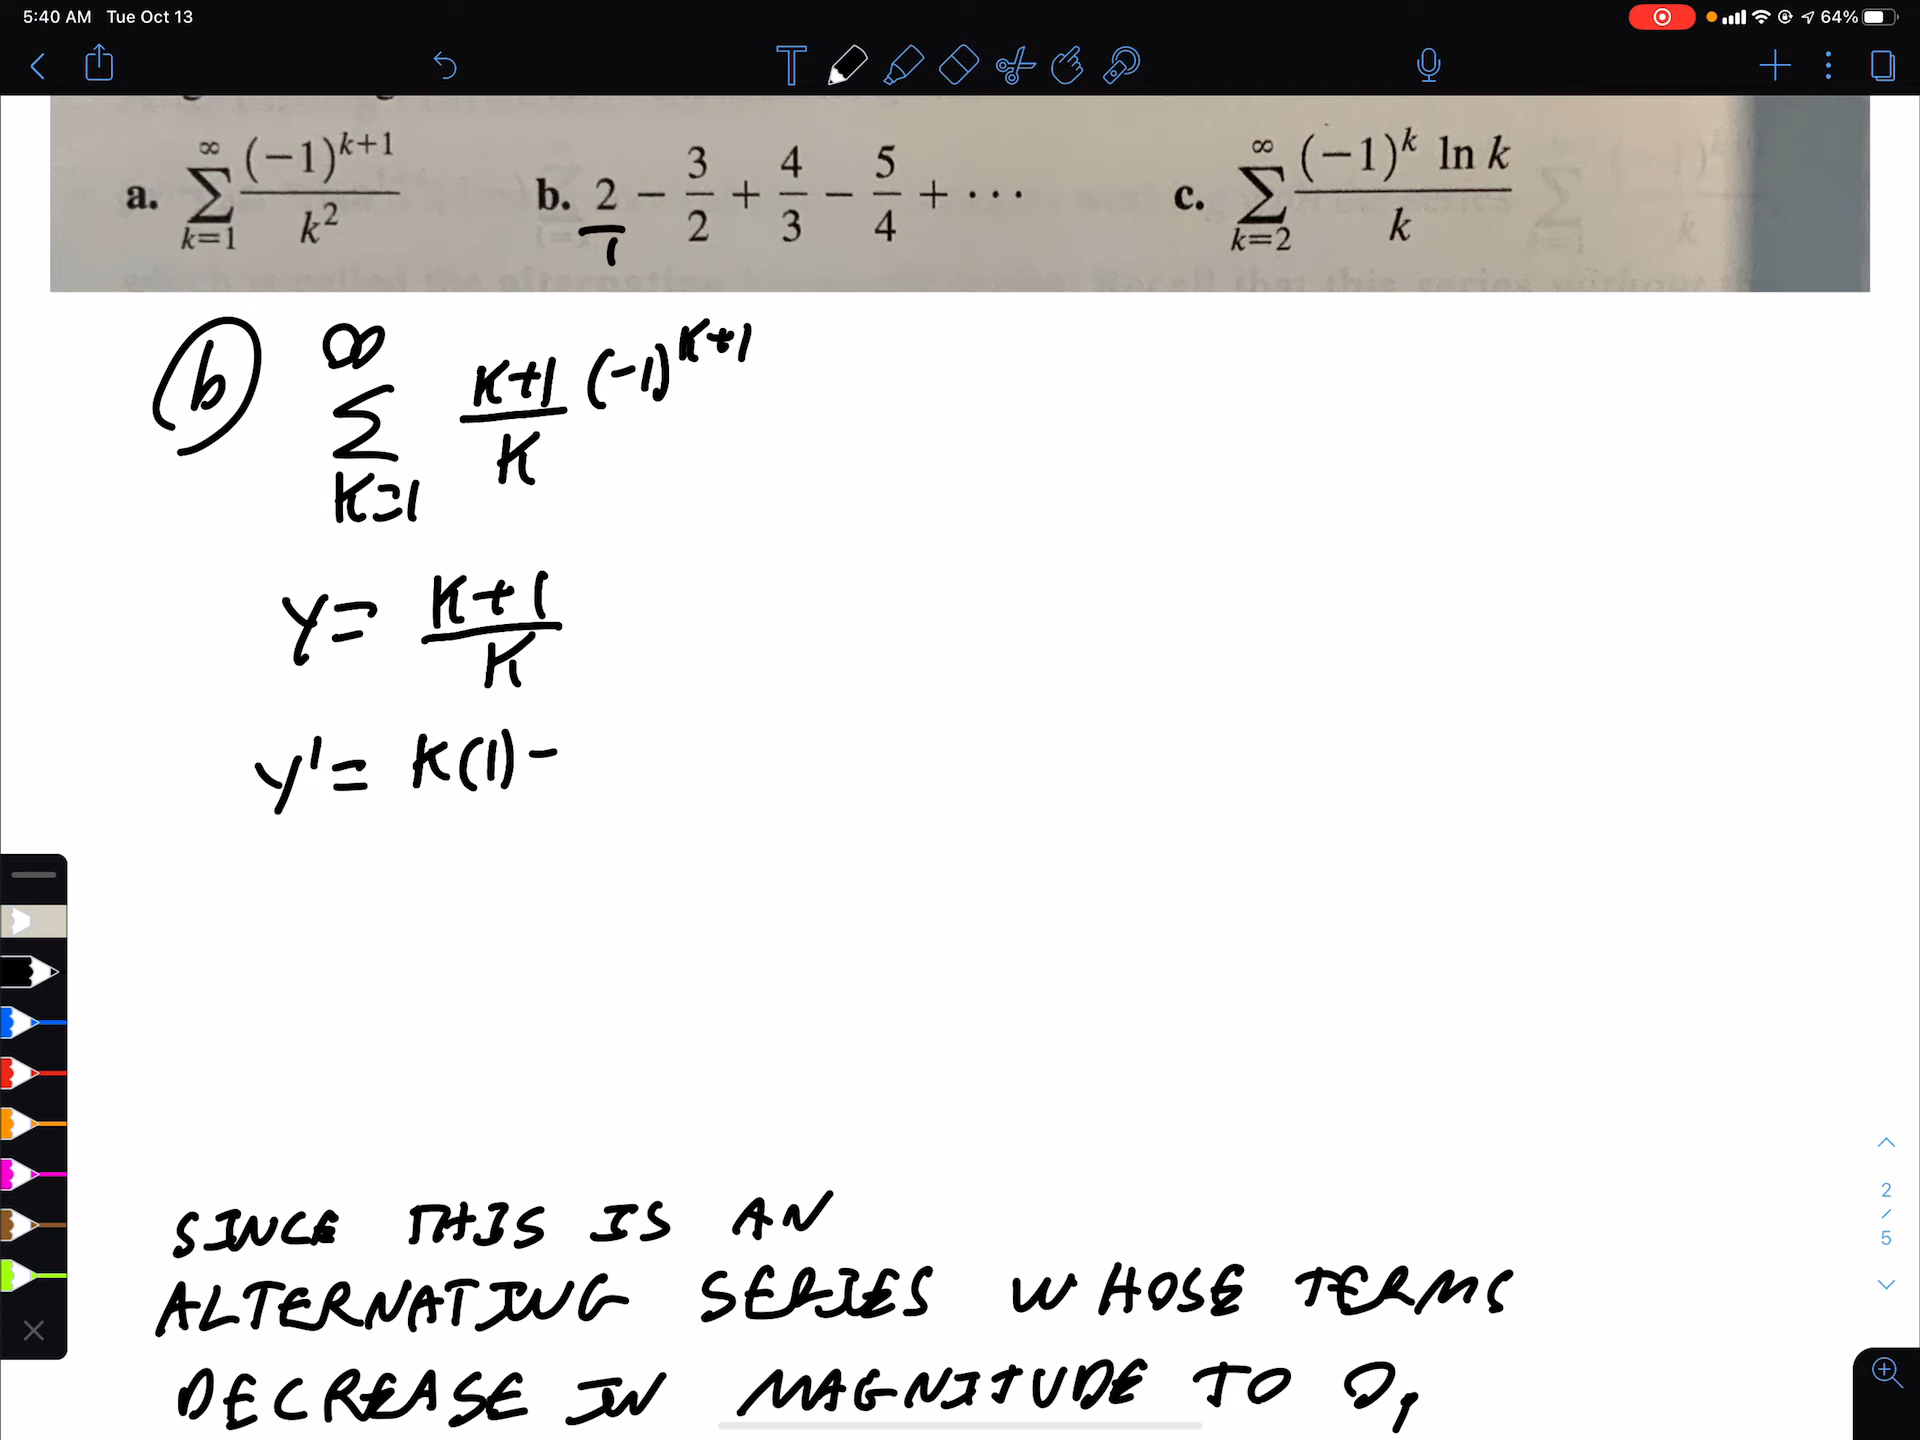 5:40 AM Tue Oct 13 64%
a. ∞ Σ k=1 (−1)^{k+1} / k^2 b. 2/1 − 3/2 + 4/3 − 5/4 + ··· c. ∞ Σ k=2 (−1)^k ln k / k
(b) ∞ Σ K=1 K+1/K (-1)^{K+1}
y = K+1/K
y' = K(1) -
SINCE THIS IS AN
ALTERNATING SERIES WHOSE TERMS
DECREASE IN MAGNITUDE TO 0,
2
/
5